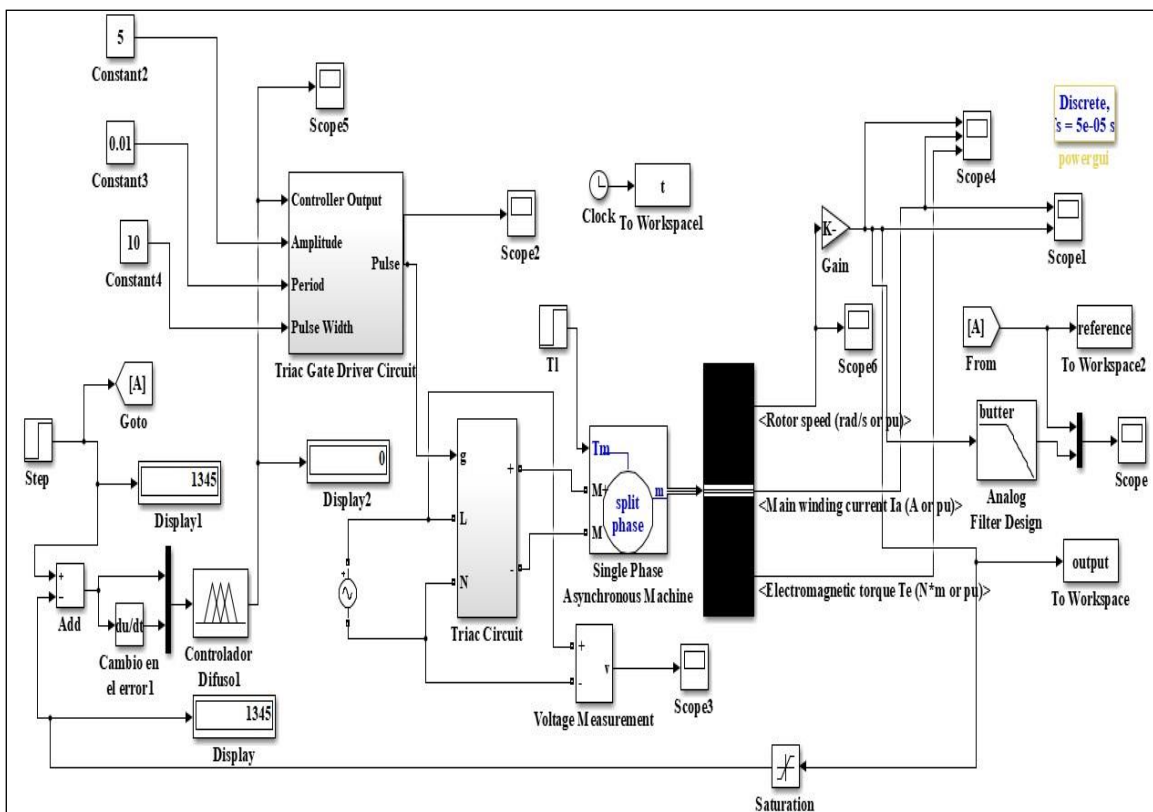 5
Constant2
Scope5
0.01
Constant3
10
Constant4
Controller Output
Amplitude
Period
Pulse Width
Pulse
Triac Gate Driver Circuit
Scope2
Clock
t
To Workspace1
K-
Gain
Scope4
Scope1
Scope6
Discrete,
s = 5e-05 s
powergui
[A]
From
reference
To Workspace2
butter
Analog
Filter Design
Scope
[A]
Goto
Step
1345
Display1
0
Display2
Tl
g
L
N
+
-
Triac Circuit
Tm
M+
M
m
split
phase
Single Phase
Asynchronous Machine
<Rotor speed (rad/s or pu)>
<Main winding current Ia (A or pu)>
<Electromagnetic torque Te (N*m or pu)>
output
To Workspace
+
−
Add
du/dt
Cambio en
el error1
Controlador
Difuso1
1345
Display
+
+
-
v
Voltage Measurement
Scope3
Saturation